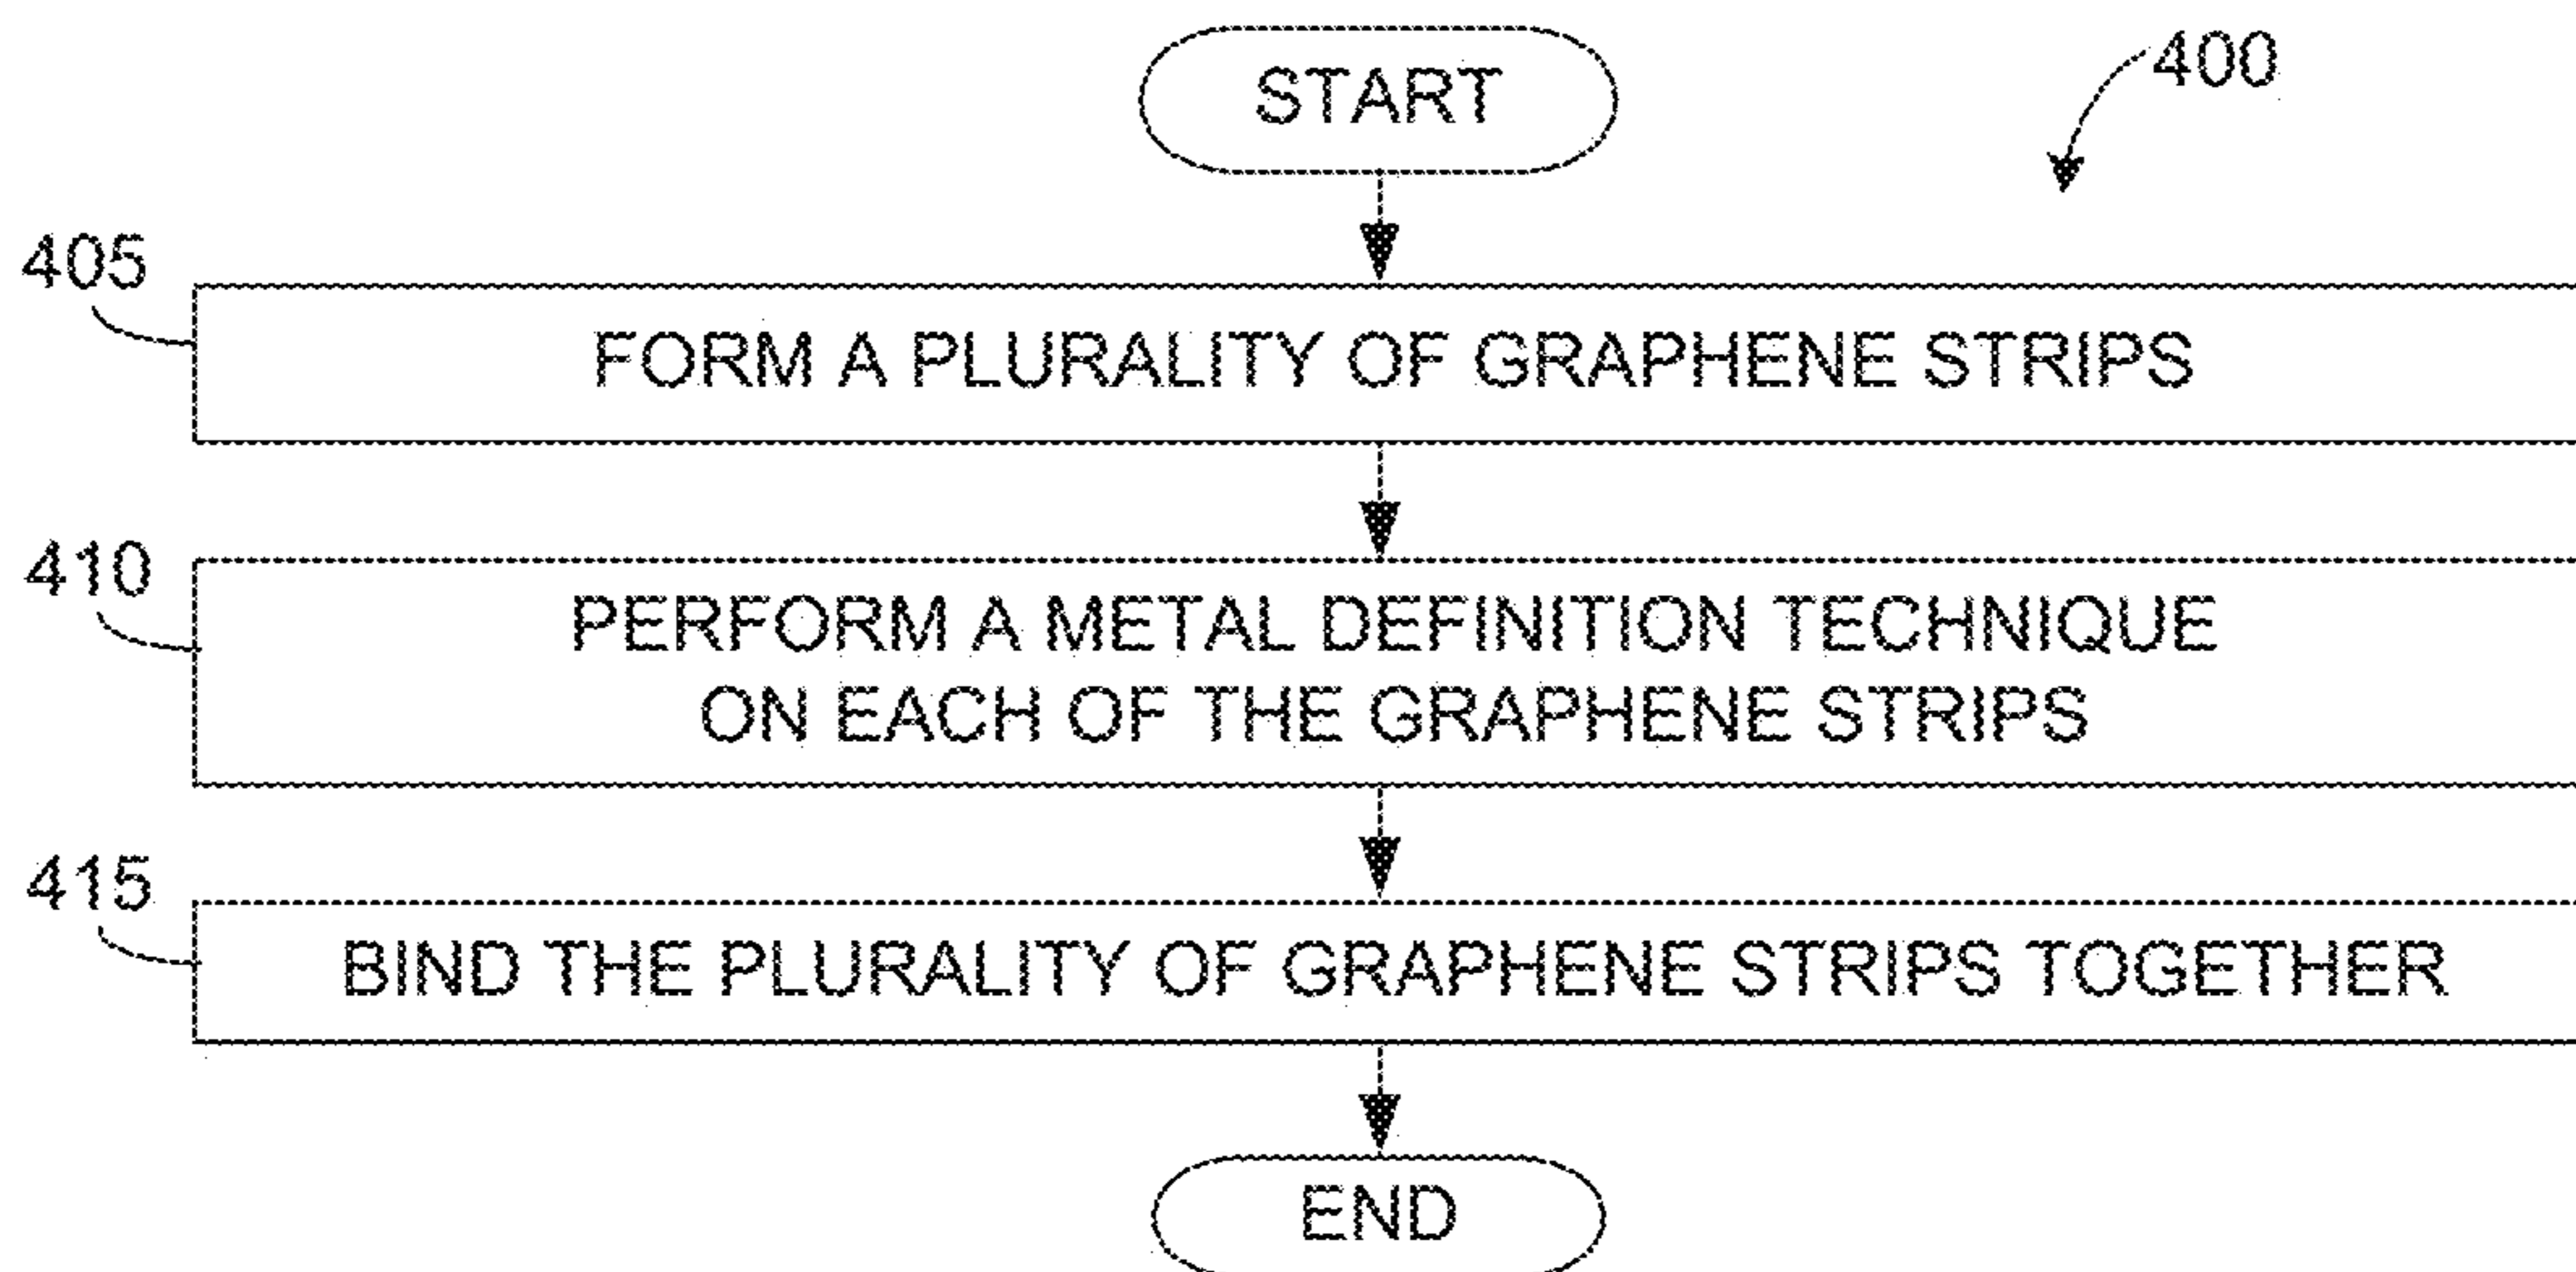 START
400
405
FORM A PLURALITY OF GRAPHENE STRIPS
410
PERFORM A METAL DEFINITION TECHNIQUE
ON EACH OF THE GRAPHENE STRIPS
415
BIND THE PLURALITY OF GRAPHENE STRIPS TOGETHER
END